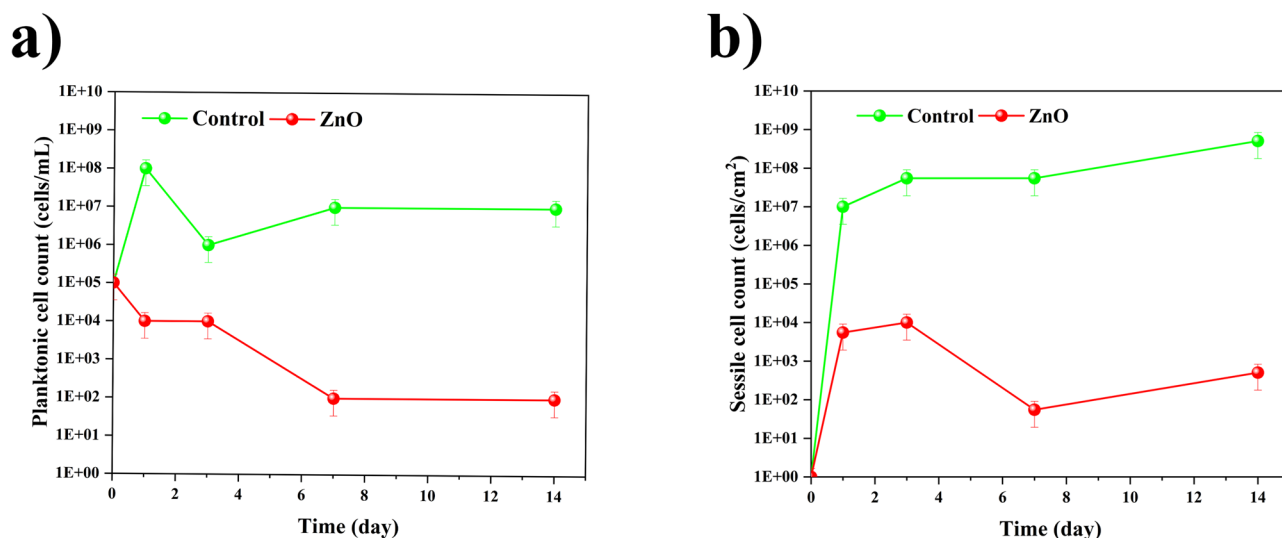 a)
Planktonic cell count (cells/mL)
1E+10
1E+09
1E+08
1E+07
1E+06
1E+05
1E+04
1E+03
1E+02
1E+01
1E+00
Control
ZnO
0 2 4 6 8 10 12 14
Time (day)
b)
Sessile cell count (cells/cm²)
1E+10
1E+09
1E+08
1E+07
1E+06
1E+05
1E+04
1E+03
1E+02
1E+01
1E+00
Control
ZnO
0 2 4 6 8 10 12 14
Time (day)